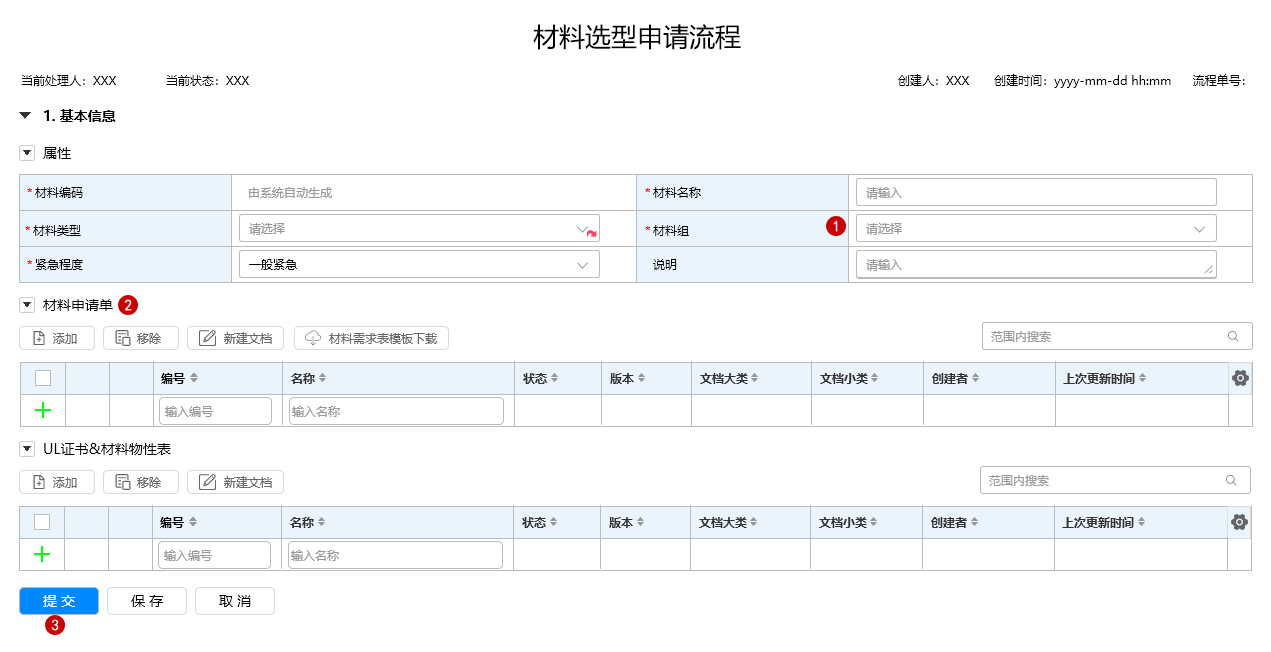 材料选型申请流程
当前处理人：XXX 当前状态：XXX 创建人：XXX 创建时间：yyyy-mm-dd hh:mm 流程单号：
1. 基本信息
属性
*材料编码 由系统自动生成 *材料名称 请输入
*材料类型 请选择 *材料组 1 请选择
*紧急程度 一般紧急 说明 请输入
材料申请单 2
添加 移除 新建文档 材料需求表模板下载 范围内搜索
编号 名称 状态 版本 文档大类 文档小类 创建者 上次更新时间
输入编号 输入名称
UL证书&材料物性表
添加 移除 新建文档 范围内搜索
编号 名称 状态 版本 文档大类 文档小类 创建者 上次更新时间
输入编号 输入名称
提交 保存 取消
3